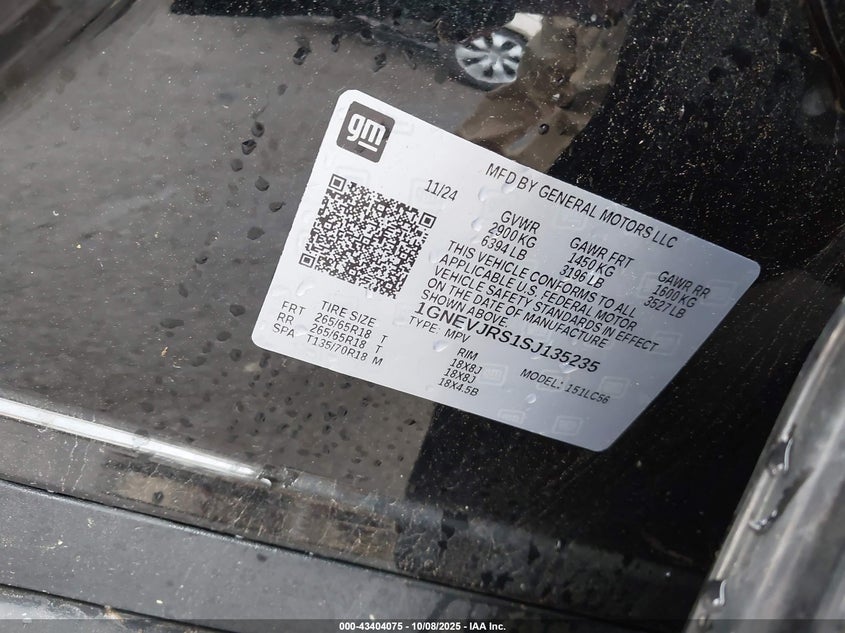 gm
MFD BY GENERAL MOTORS LLC
11/24
GVWR
2900 KG
6394 LB
GAWR FRT
1450 KG
3196 LB
GAWR RR
1600 KG
3527 LB
THIS VEHICLE CONFORMS TO ALL
APPLICABLE U.S. FEDERAL MOTOR
VEHICLE SAFETY STANDARDS IN EFFECT
ON THE DATE OF MANUFACTURE
SHOWN ABOVE.
1GNEVJRS1SJ135235
TYPE: MPV
MODEL: 151LC56
TIRE SIZE
RIM
FRT 265/65R18 T 18X8J
RR 265/65R18 T 18X8J
SPA T135/70R18 M 18X4.5B
000-43404075 - 10/08/2025 - IAA Inc.